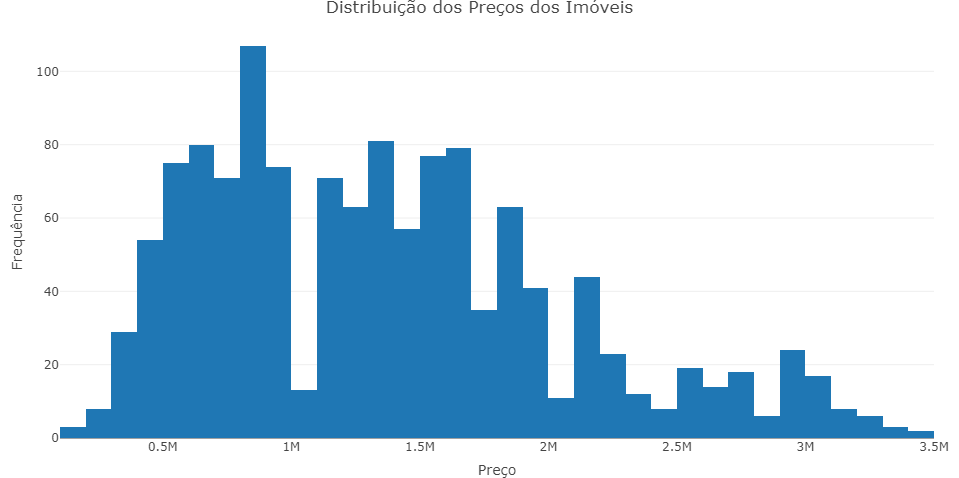 Distribuição dos Preços dos Imóveis
Frequência
100
80
60
40
20
0
0.5M
1M
1.5M
2M
2.5M
3M
3.5M
Preço